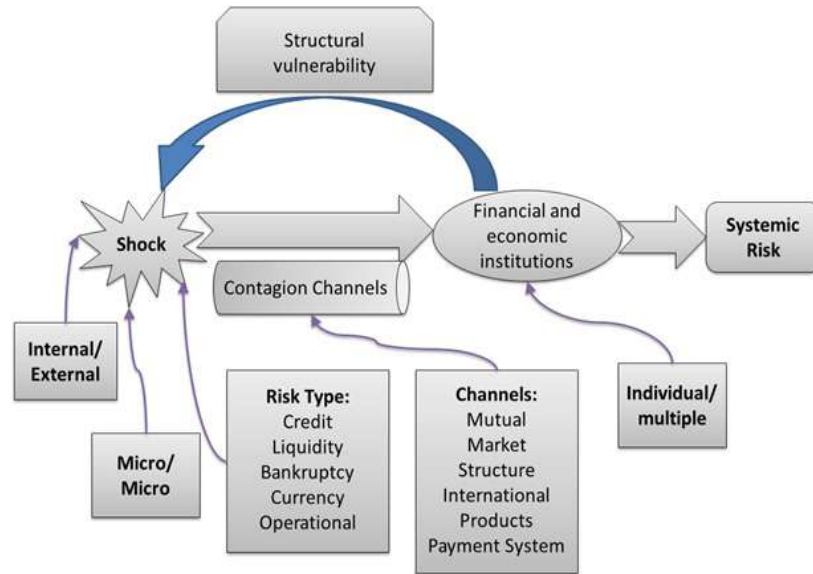 Structural
vulnerability
Shock
Financial and
economic
institutions
Systemic
Risk
Contagion Channels
Internal/
External
Micro/
Micro
Risk Type:
Credit
Liquidity
Bankruptcy
Currency
Operational
Channels:
Mutual
Market
Structure
International
Products
Payment System
Individual/
multiple